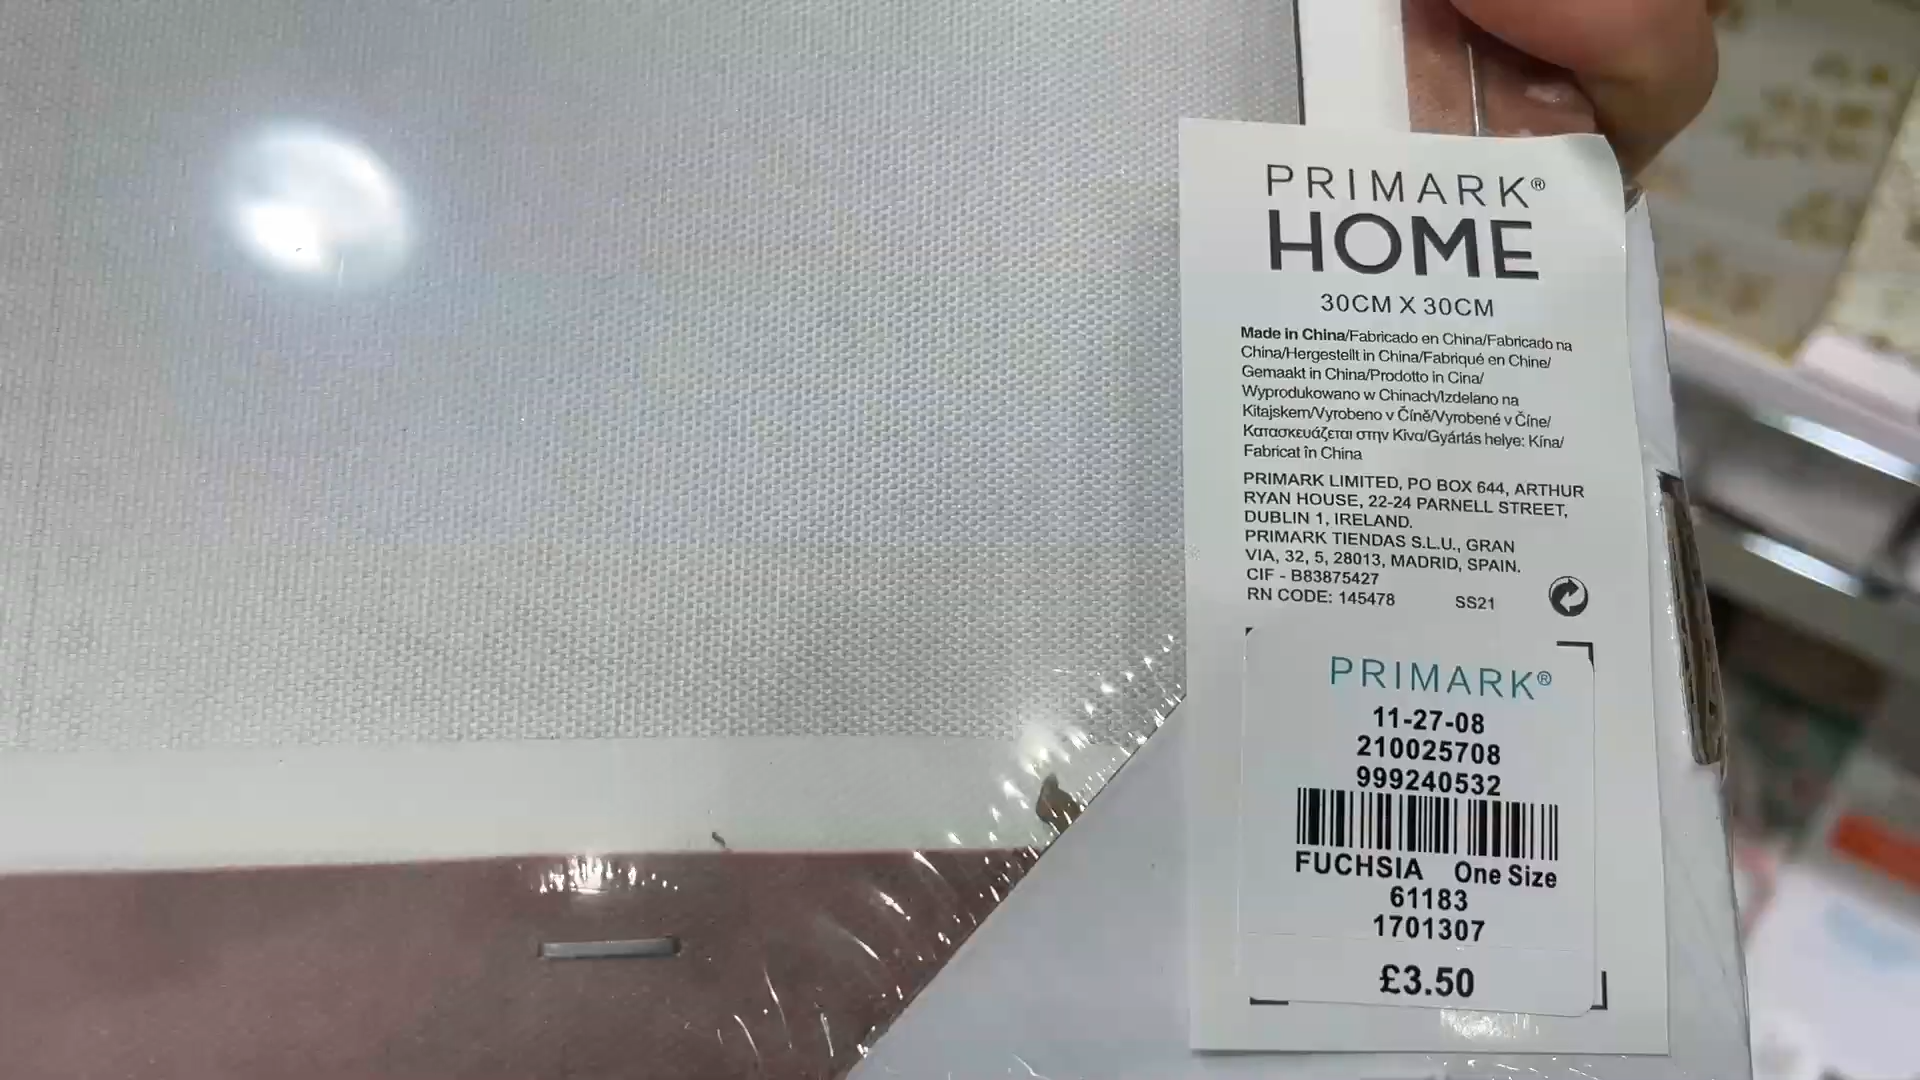 PRIMARK®
HOME
30CM X 30CM
Made in China/Fabricado en China/Fabricado na
China/Hergestellt in China/Fabriqué en Chine/
Gemaakt in China/Prodotto in Cina/
Wyprodukowano w Chinach/Izdelano na
Kitajskem/Vyrobeno v Číně/Vyrobené v Číne/
Κατασκευάζεται στην Κίνα/Gyártás helye: Kína/
Fabricat în China
PRIMARK LIMITED, PO BOX 644, ARTHUR
RYAN HOUSE, 22-24 PARNELL STREET,
DUBLIN 1, IRELAND.
PRIMARK TIENDAS S.L.U., GRAN
VIA, 32, 5, 28013, MADRID, SPAIN.
CIF - B83875427
RN CODE: 145478 SS21
PRIMARK®
11-27-08
210025708
999240532
FUCHSIA One Size
61183
1701307
£3.50